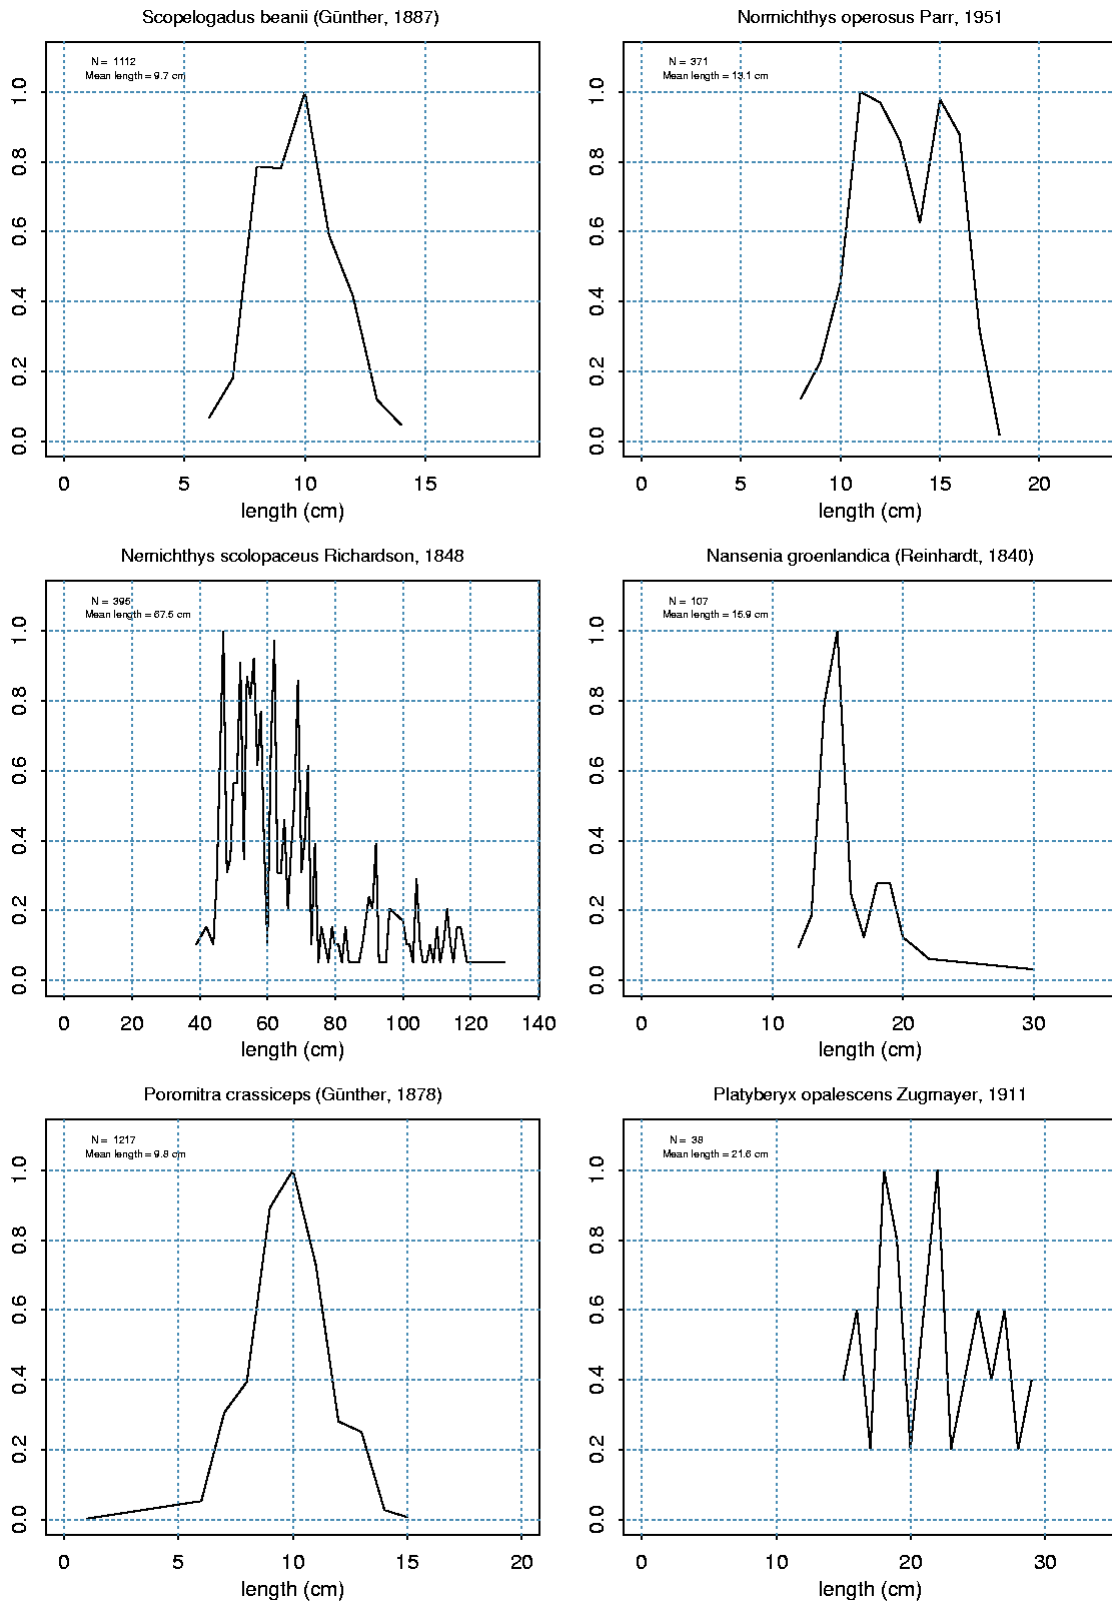 Scopelogadus beanii (Günther, 1887)
N = 1112
Mean length = 9.7 cm
0.0 0.2 0.4 0.6 0.8 1.0
0 5 10 15
length (cm)
Normichthys operosus Parr, 1951
N = 371
Mean length = 13.1 cm
0.0 0.2 0.4 0.6 0.8 1.0
0 5 10 15 20
length (cm)
Nemichthys scolopaceus Richardson, 1848
N = 395
Mean length = 67.5 cm
0.0 0.2 0.4 0.6 0.8 1.0
0 20 40 60 80 100 120 140
length (cm)
Nansenia groenlandica (Reinhardt, 1840)
N = 107
Mean length = 15.9 cm
0.0 0.2 0.4 0.6 0.8 1.0
0 10 20 30
length (cm)
Poromitra crassiceps (Günther, 1878)
N = 1217
Mean length = 9.8 cm
0.0 0.2 0.4 0.6 0.8 1.0
0 5 10 15 20
length (cm)
Platyberyx opalescens Zugmayer, 1911
N = 38
Mean length = 21.6 cm
0.0 0.2 0.4 0.6 0.8 1.0
0 10 20 30
length (cm)